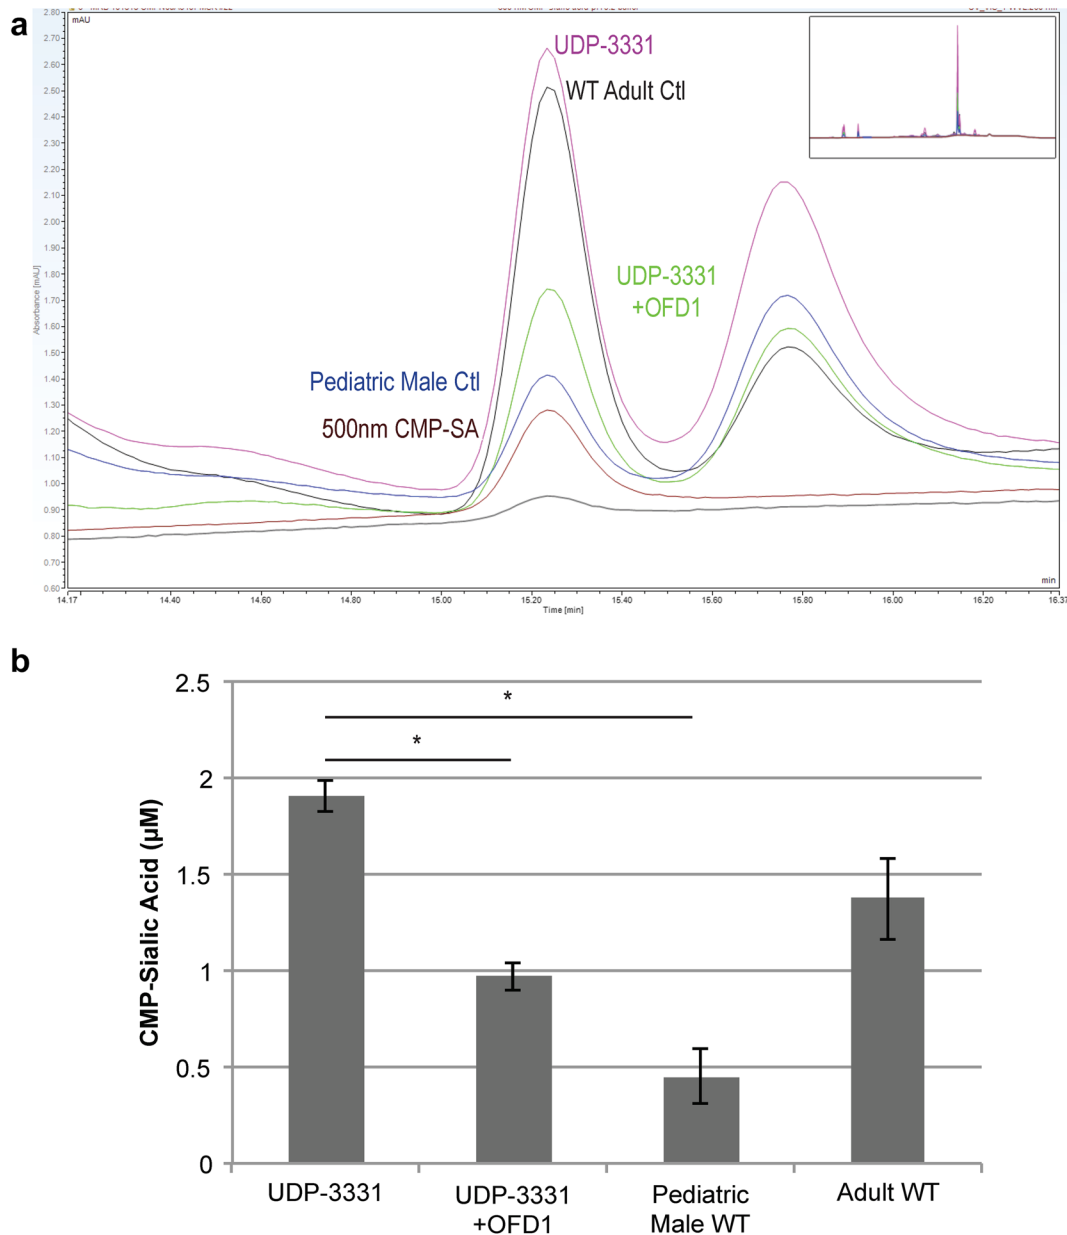 a
mAU
UDP-3331
WT Adult Ctl
UDP-3331
+OFD1
Pediatric Male Ctl
500nm CMP-SA
Absorbance [mAU]
2.80
2.70
2.60
2.50
2.40
2.30
2.20
2.10
2.00
1.90
1.80
1.70
1.60
1.50
1.40
1.30
1.20
1.10
1.00
0.90
0.80
0.70
0.60
min
14.17 14.40 14.60 14.80 15.00 15.20 15.40 15.60 15.80 16.00 16.20 16.37
Time [min]
b
CMP-Sialic Acid (µM)
2.5
2
1.5
1
0.5
0
*
*
UDP-3331 UDP-3331 Pediatric Adult WT
+OFD1 Male WT